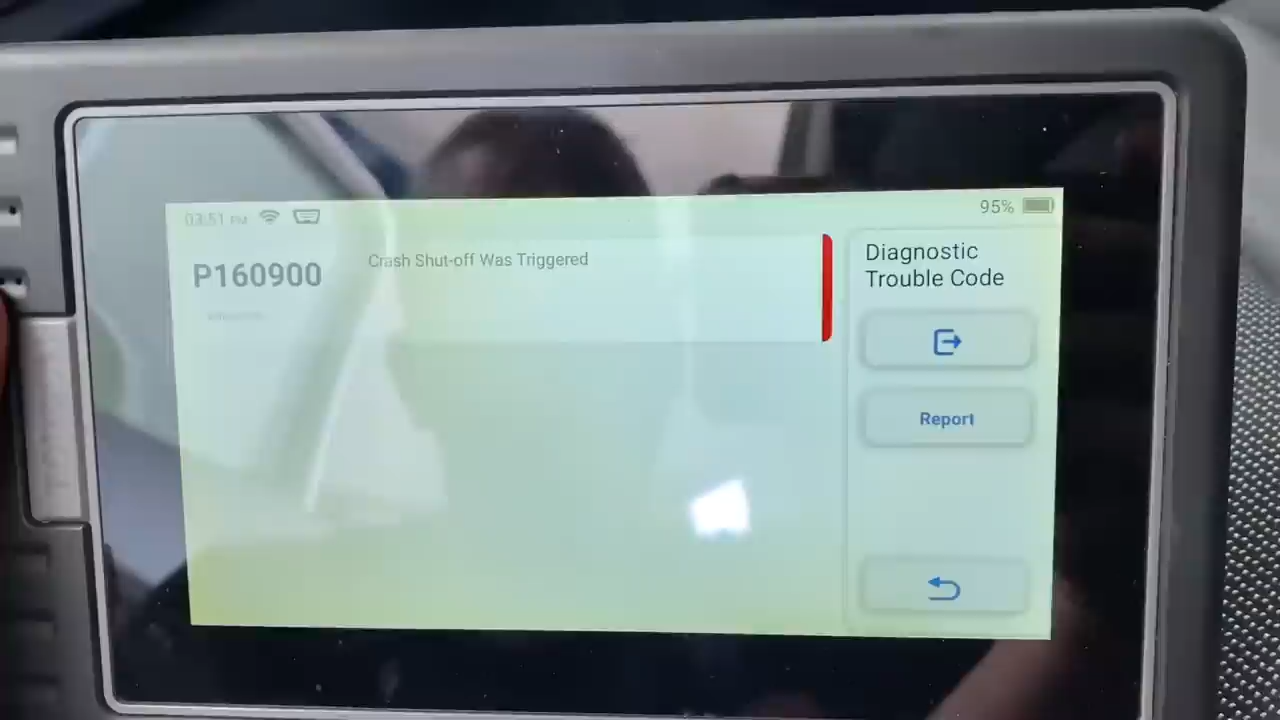 03:51 PM
95%
P160900
Crash Shut-off Was Triggered
Diagnostic
Trouble Code
Report